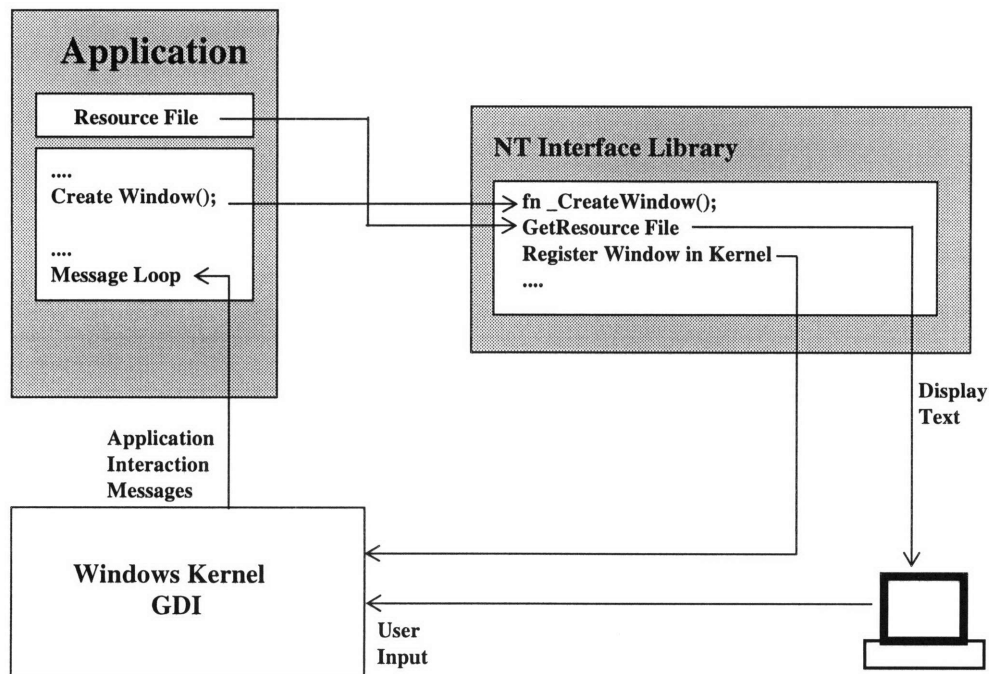 Application
Resource File
....
Create Window();
....
Message Loop
NT Interface Library
fn _CreateWindow();
GetResource File
Register Window in Kernel
....
Display
Text
Application
Interaction
Messages
Windows Kernel
GDI
User
Input